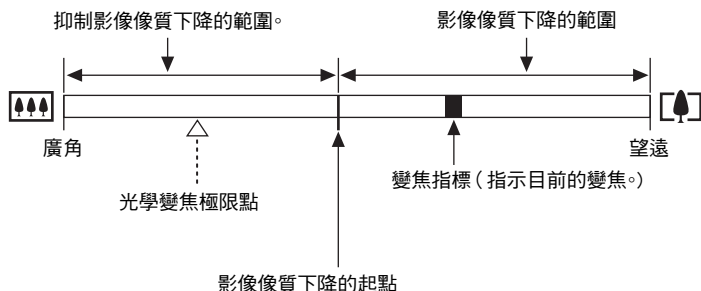 抑制影像像質下降的範圍。
影像像質下降的範圍
廣角
望遠
變焦指標（指示目前的變焦。）
光學變焦極限點
影像像質下降的起點